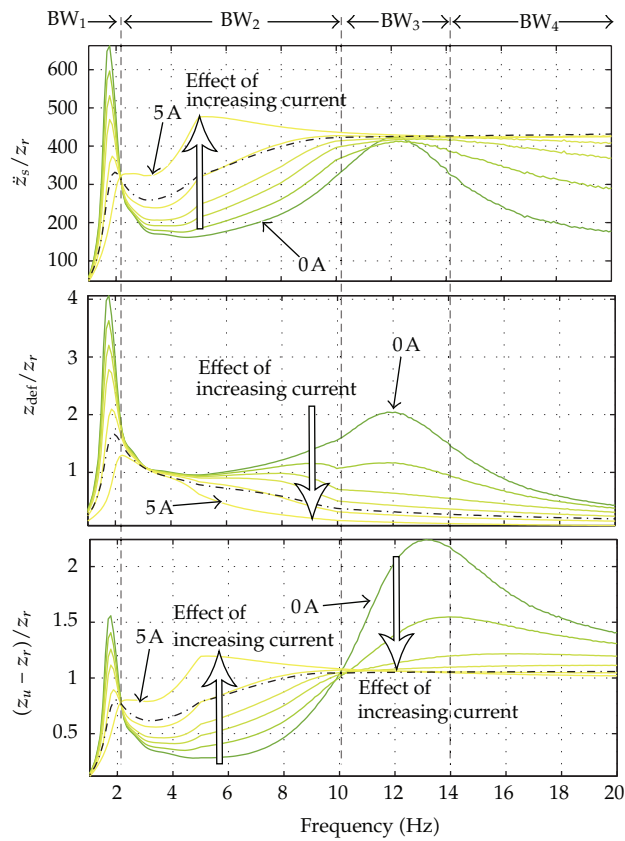 BW₁ BW₂ BW₃ BW₄
600
500
400
300
200
100
z̈ₛ/zᵣ
Effect of
increasing current
5 A
0 A
4
3
2
1
z_def/zᵣ
Effect of
increasing current
0 A
5 A
2
1.5
1
0.5
(zᵤ − zᵣ)/zᵣ
Effect of
increasing current
5 A
0 A
Effect of
increasing current
2 4 6 8 10 12 14 16 18 20
Frequency (Hz)